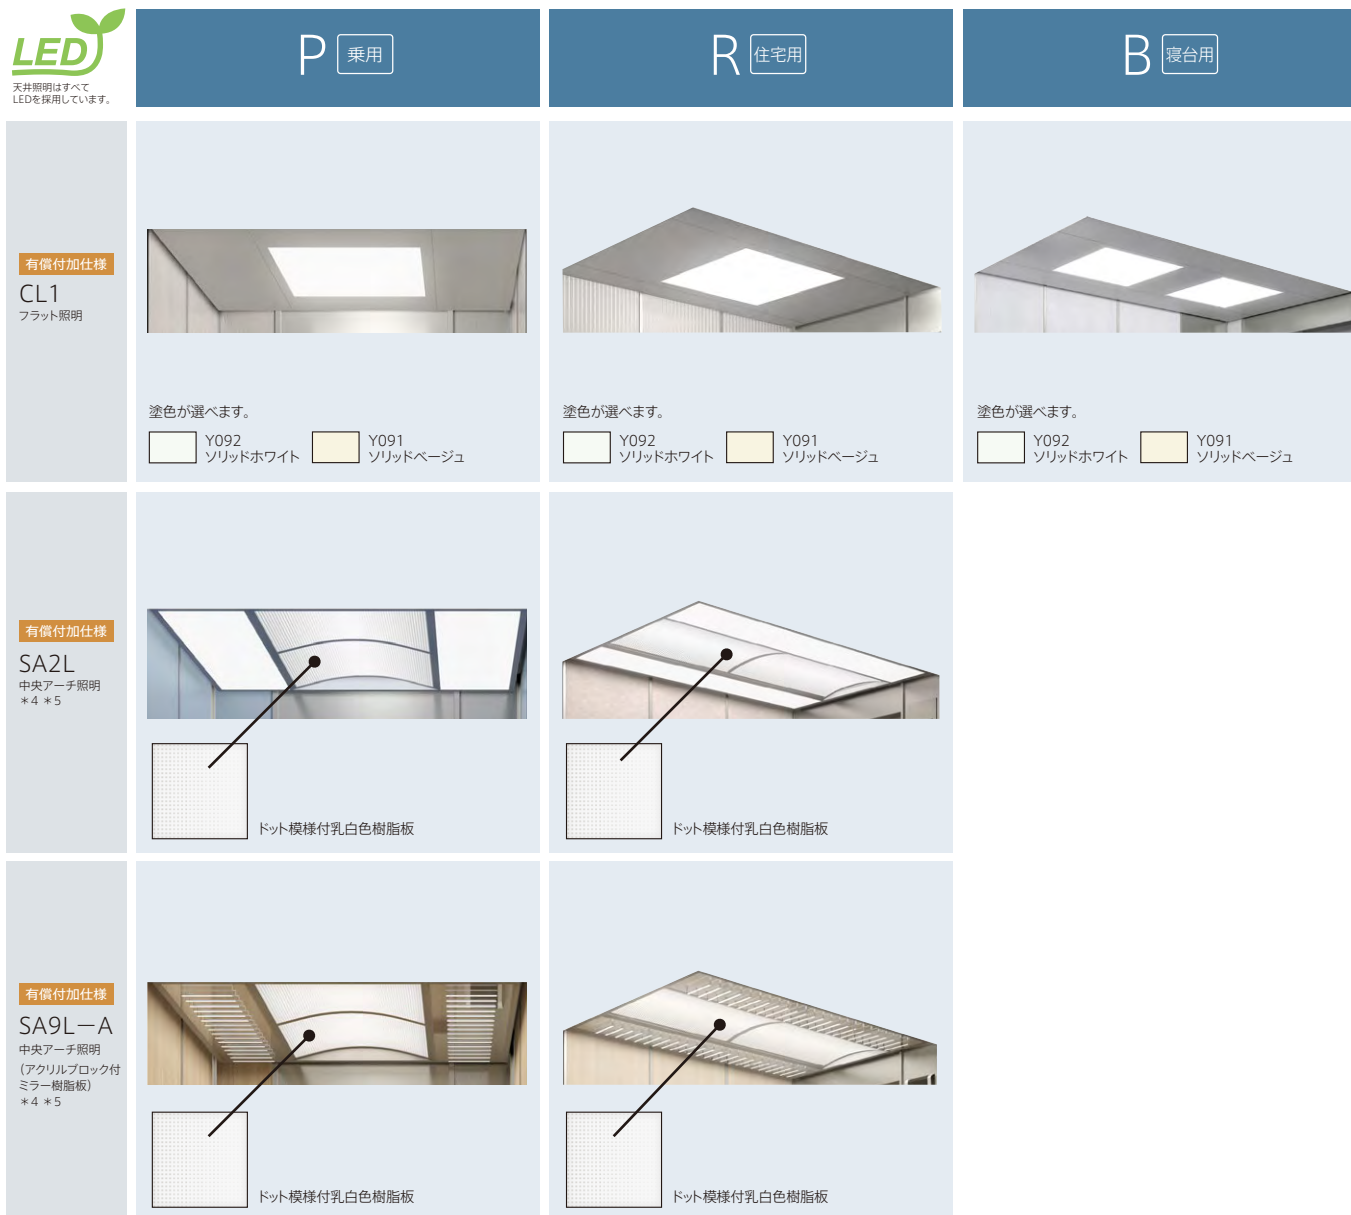 LED
天井照明はすべて
LEDを採用しています。
P 乗用
R 住宅用
B 寝台用
有償付加仕様
CL1
フラット照明
塗色が選べます。
Y092
ソリッドホワイト
Y091
ソリッドベージュ
塗色が選べます。
Y092
ソリッドホワイト
Y091
ソリッドベージュ
塗色が選べます。
Y092
ソリッドホワイト
Y091
ソリッドベージュ
有償付加仕様
SA2L
中央アーチ照明
＊4 ＊5
ドット模様付乳白色樹脂板
ドット模様付乳白色樹脂板
有償付加仕様
SA9L－A
中央アーチ照明
（アクリルブロック付
ミラー樹脂板）
＊4 ＊5
ドット模様付乳白色樹脂板
ドット模様付乳白色樹脂板